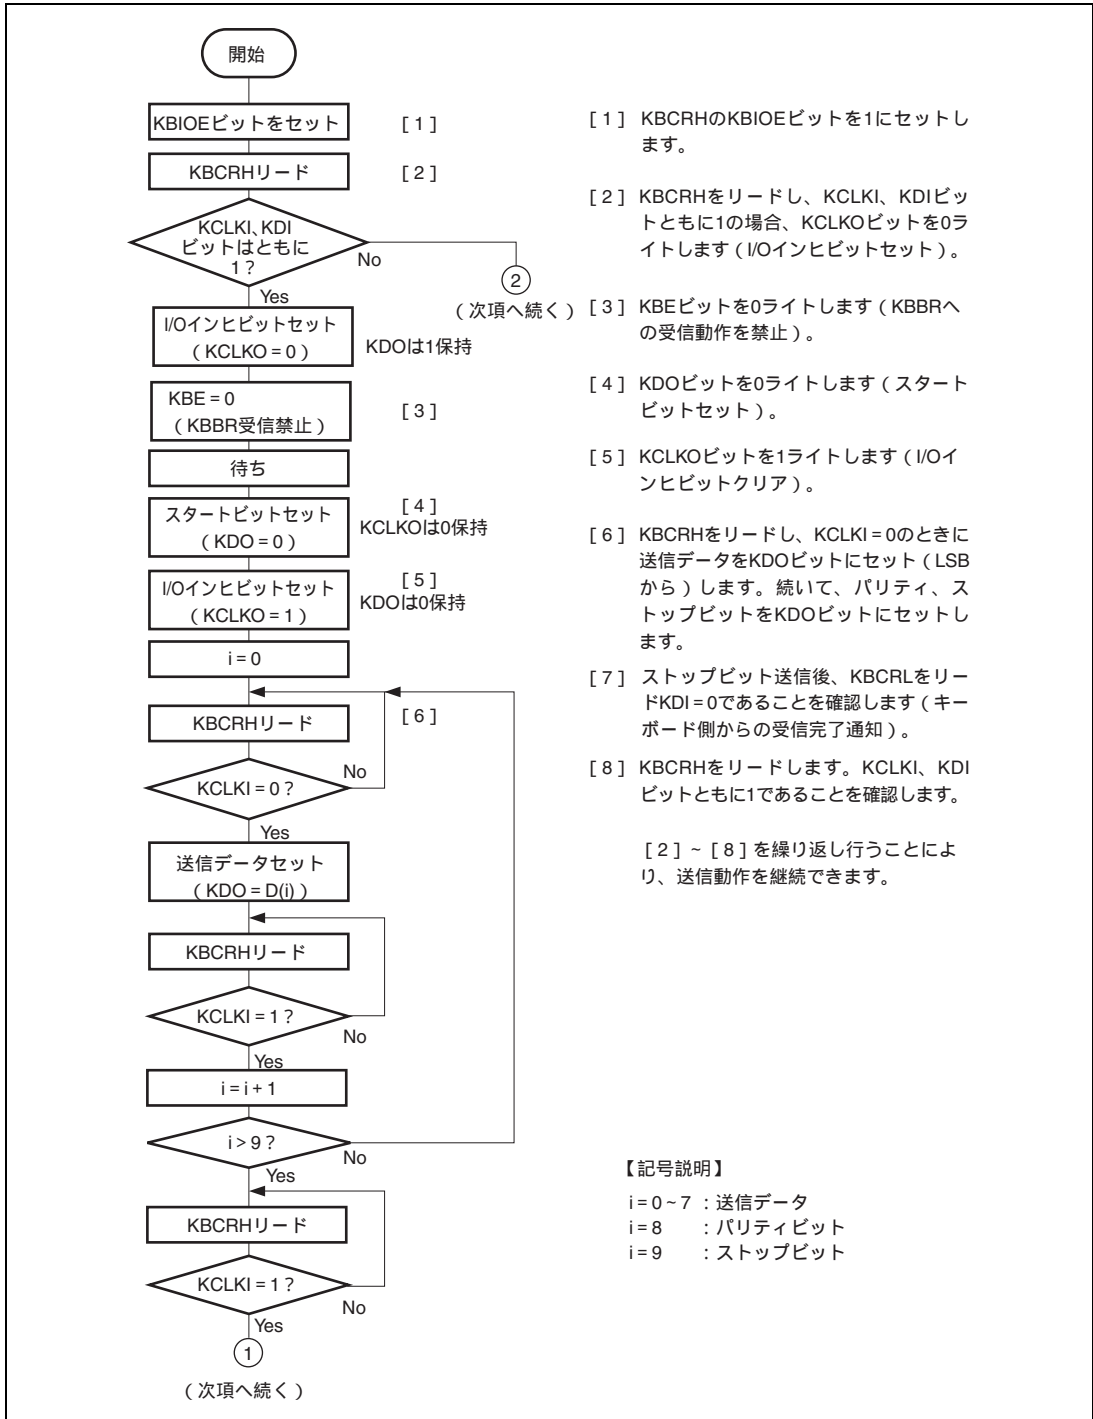 開始
KBIOEビットをセット
[ 1 ]
KBCRHリード
[ 2 ]
KCLKI、KDI
ビットはともに
1？
No
2
（次項へ続く）
Yes
I/Oインヒビットセット
（KCLKO = 0）
KDOは1保持
KBE = 0
（KBBR受信禁止）
[ 3 ]
待ち
スタートビットセット
（KDO = 0）
[ 4 ]
KCLKOは0保持
I/Oインヒビットセット
（KCLKO = 1）
[ 5 ]
KDOは0保持
i = 0
KBCRHリード
[ 6 ]
KCLKI = 0？
No
Yes
送信データセット
（KDO = D(i)）
KBCRHリード
KCLKI = 1？
No
Yes
i = i + 1
i > 9？
No
Yes
KBCRHリード
KCLKI = 1？
No
Yes
1
（次項へ続く）
[ 1 ] KBCRHのKBIOEビットを1にセットし
ます。
[ 2 ] KBCRHをリードし、KCLKI、KDIビッ
トともに1の場合、KCLKOビットを0ラ
イトします（I/Oインヒビットセット）。
[ 3 ] KBEビットを0ライトします（KBBRへ
の受信動作を禁止）。
[ 4 ] KDOビットを0ライトします（スタート
ビットセット）。
[ 5 ] KCLKOビットを1ライトします（I/Oイ
ンヒビットクリア）。
[ 6 ] KBCRHをリードし、KCLKI = 0のときに
送信データをKDOビットにセット（LSB
から）します。続いて、パリティ、ス
トップビットをKDOビットにセットし
ます。
[ 7 ] ストップビット送信後、KBCRLをリー
ドKDI = 0であることを確認します（キー
ボード側からの受信完了通知）。
[ 8 ] KBCRHをリードします。KCLKI、KDI
ビットともに1であることを確認します。
[ 2 ] ~ [ 8 ] を繰り返し行うことによ
り、送信動作を継続できます。
【記号説明】
i = 0 ~ 7 ：送信データ
i = 8 ：パリティビット
i = 9 ：ストップビット